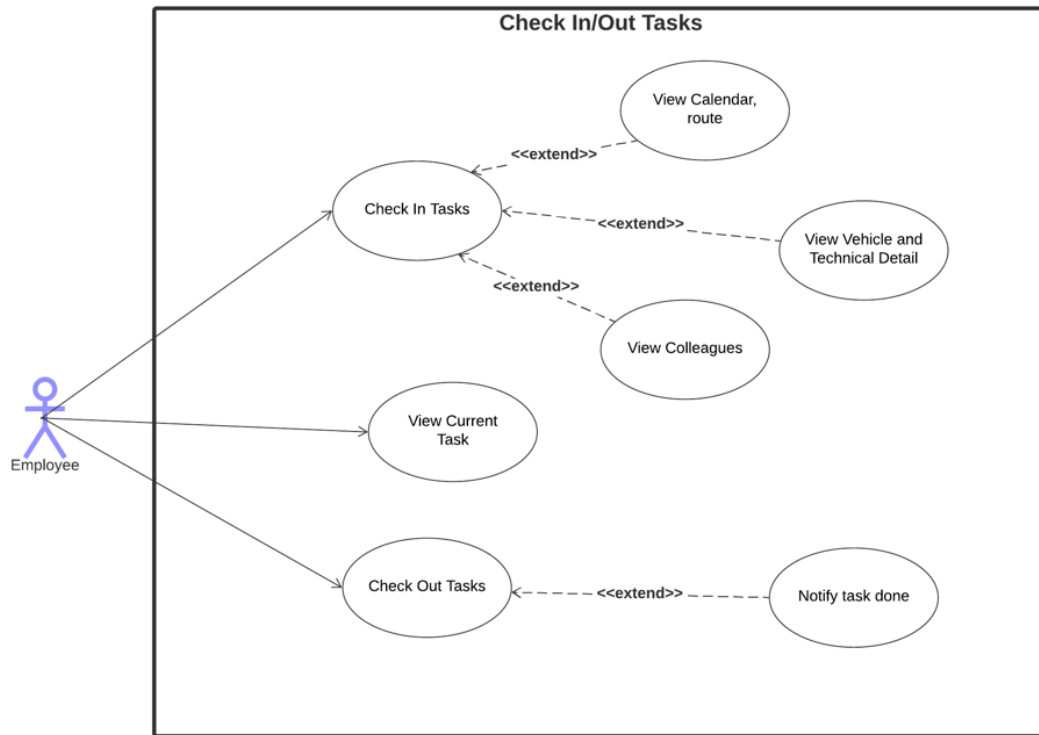 Check In/Out Tasks
View Calendar,
route
<<extend>>
Check In Tasks
<<extend>>
View Vehicle and
Technical Detail
<<extend>>
View Colleagues
View Current
Task
Employee
Check Out Tasks
<<extend>>
Notify task done